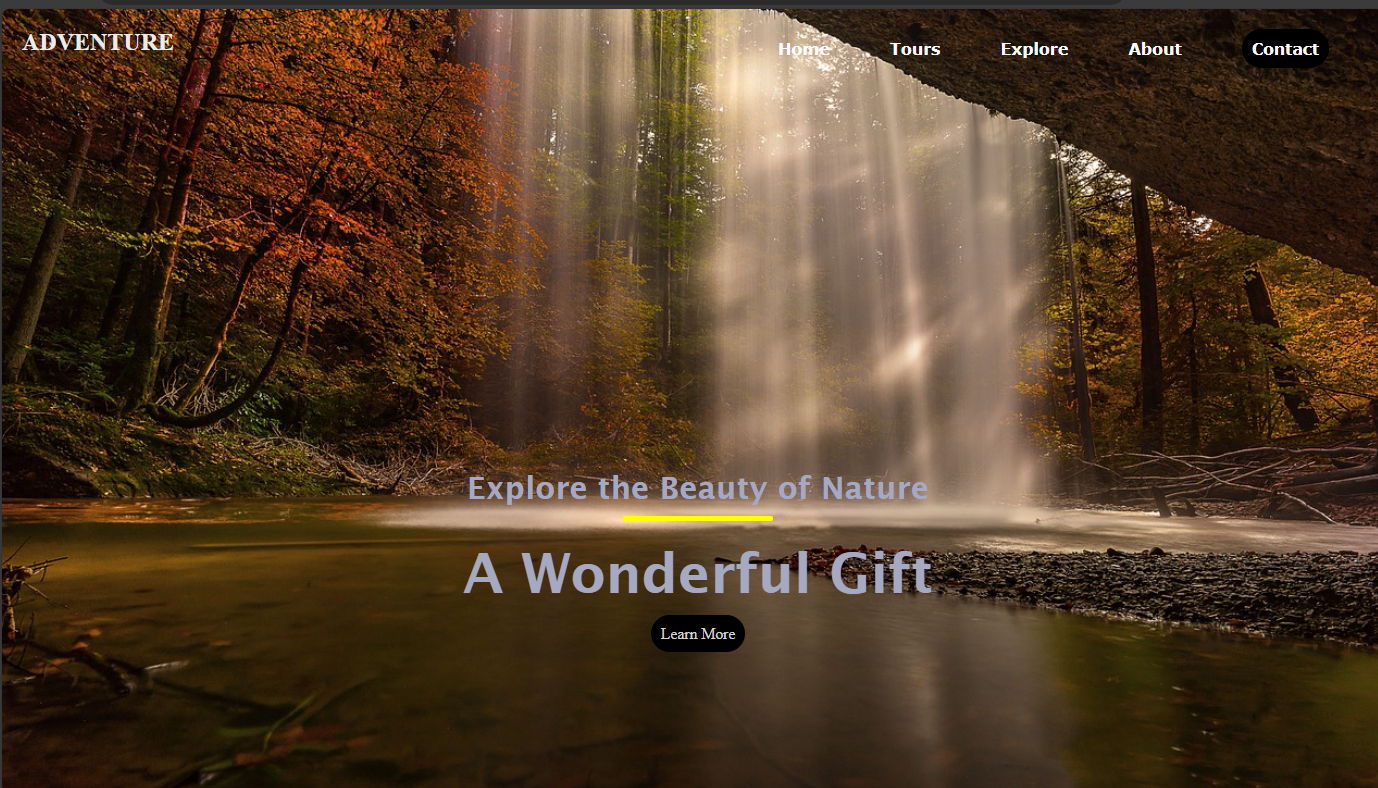 ADVENTURE
Home Tours Explore About Contact
Explore the Beauty of Nature
A Wonderful Gift
Learn More